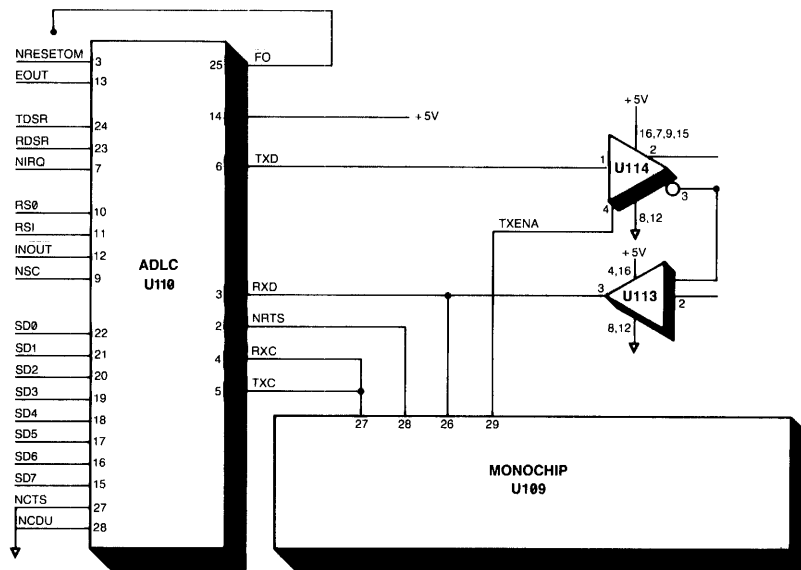 NRESETOM 3
EOUT 13
TDSR 24
RDSR 23
NIRQ 7
RS0 10
RSI 11
INOUT 12
NSC 9
SD0 22
SD1 21
SD2 20
SD3 19
SD4 18
SD5 17
SD6 16
SD7 15
NCTS 27
NCDU 28
ADLC
U110
25 FO
14 +5V
6 TXD
3 RXD
2 NRTS
4 RXC
5 TXC
+5V
16,7,9,15
1 U114 2
3
4
8,12
TXENA
+5V
4,16
3 U113 2
8,12
27 28 26 29
MONOCHIP
U109